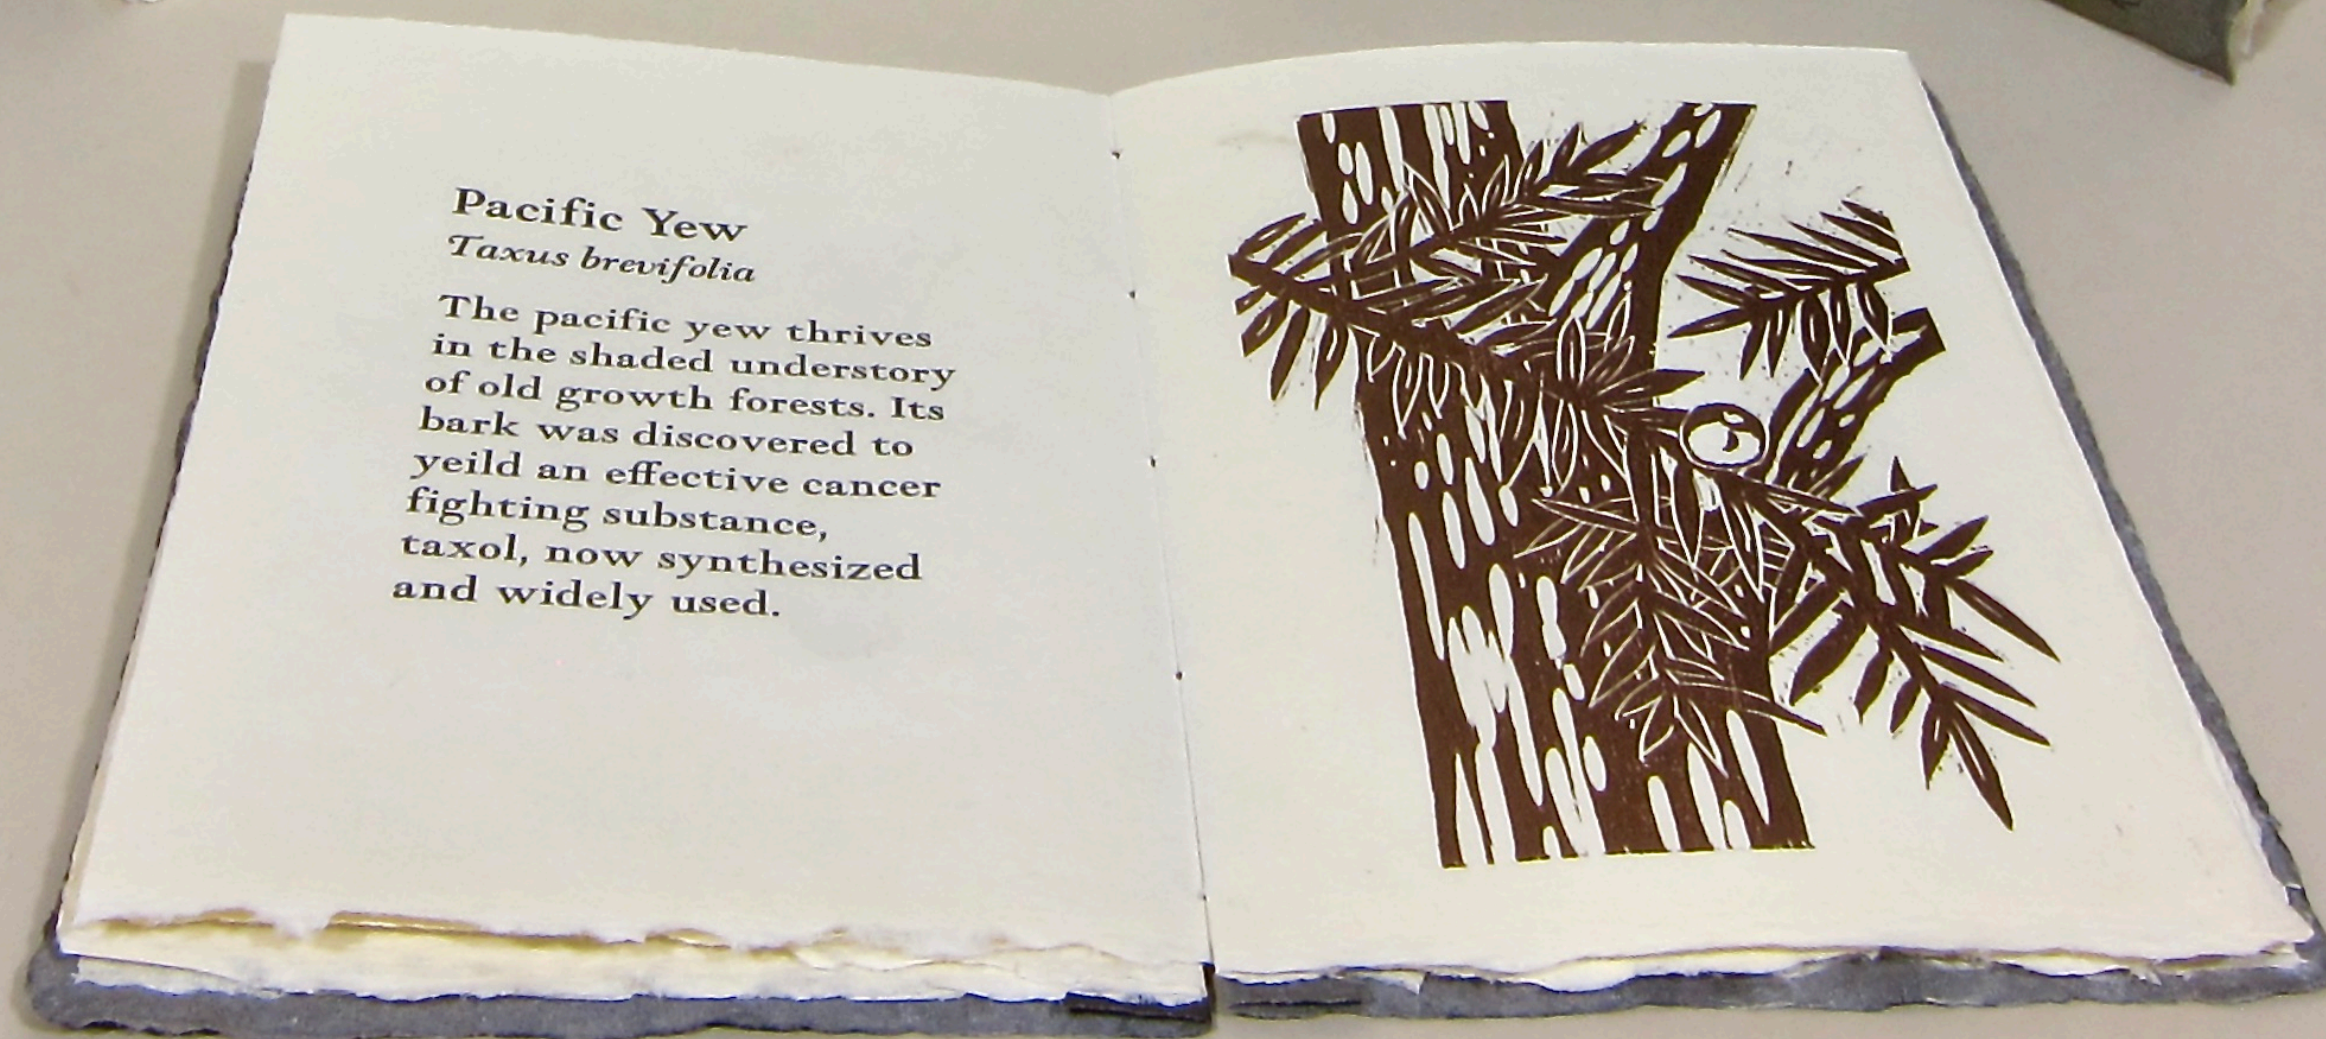 Pacific Yew
Taxus brevifolia
The pacific yew thrives
in the shaded understory
of old growth forests. Its
bark was discovered to
yeild an effective cancer
fighting substance,
taxol, now synthesized
and widely used.